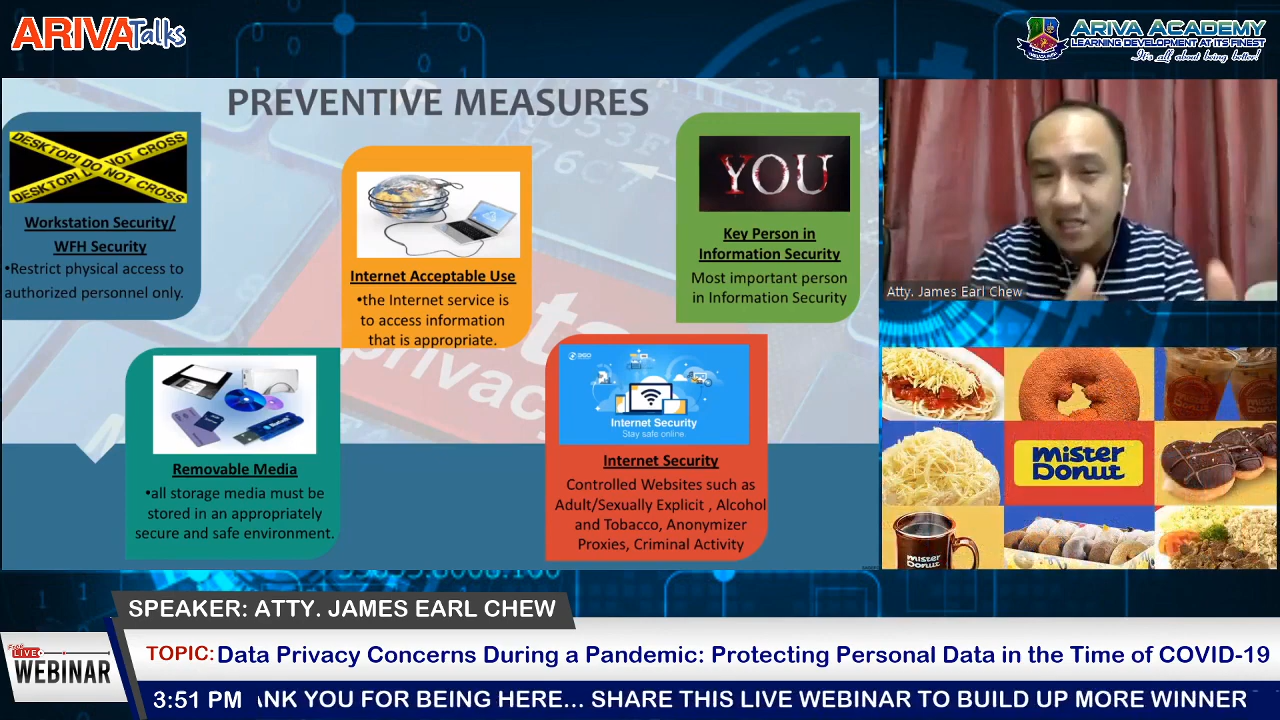 ARIVA Talks
ARIVA ACADEMY
LEARNING DEVELOPMENT AT ITS FINEST
It's all about being better!
PREVENTIVE MEASURES
DESKTOP! DO NOT CROSS
DESKTOP! DO NOT CROSS
Workstation Security/
WFH Security
•Restrict physical access to
authorized personnel only.
Internet Acceptable Use
•the Internet service is
to access information
that is appropriate.
YOU
Key Person in
Information Security
Most important person
in Information Security
Removable Media
•all storage media must be
stored in an appropriately
secure and safe environment.
Internet Security
Stay safe online.
Internet Security
Controlled Websites such as
Adult/Sexually Explicit , Alcohol
and Tobacco, Anonymizer
Proxies, Criminal Activity
privacy
Atty. James Earl Chew
mister
Donut
mister
Donut
SPEAKER: ATTY. JAMES EARL CHEW
Free
LIVE
WEBINAR
TOPIC: Data Privacy Concerns During a Pandemic: Protecting Personal Data in the Time of COVID-19
3:51 PM
ANK YOU FOR BEING HERE... SHARE THIS LIVE WEBINAR TO BUILD UP MORE WINNER